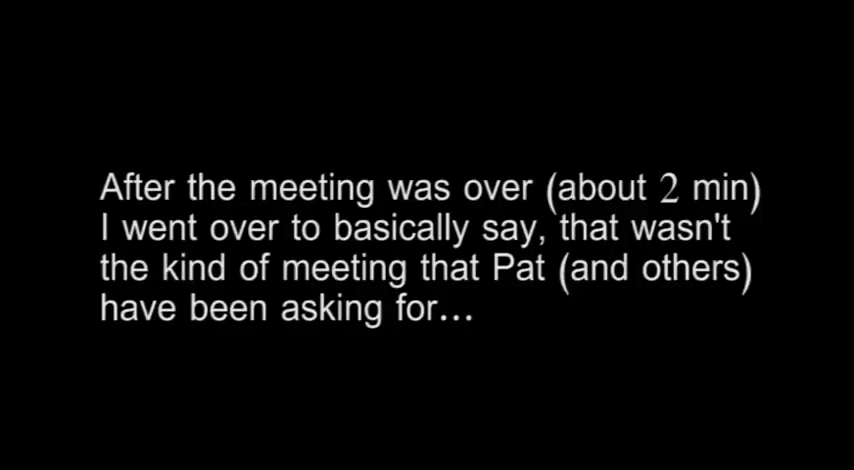 After the meeting was over (about 2 min)
I went over to basically say, that wasn't
the kind of meeting that Pat (and others)
have been asking for...